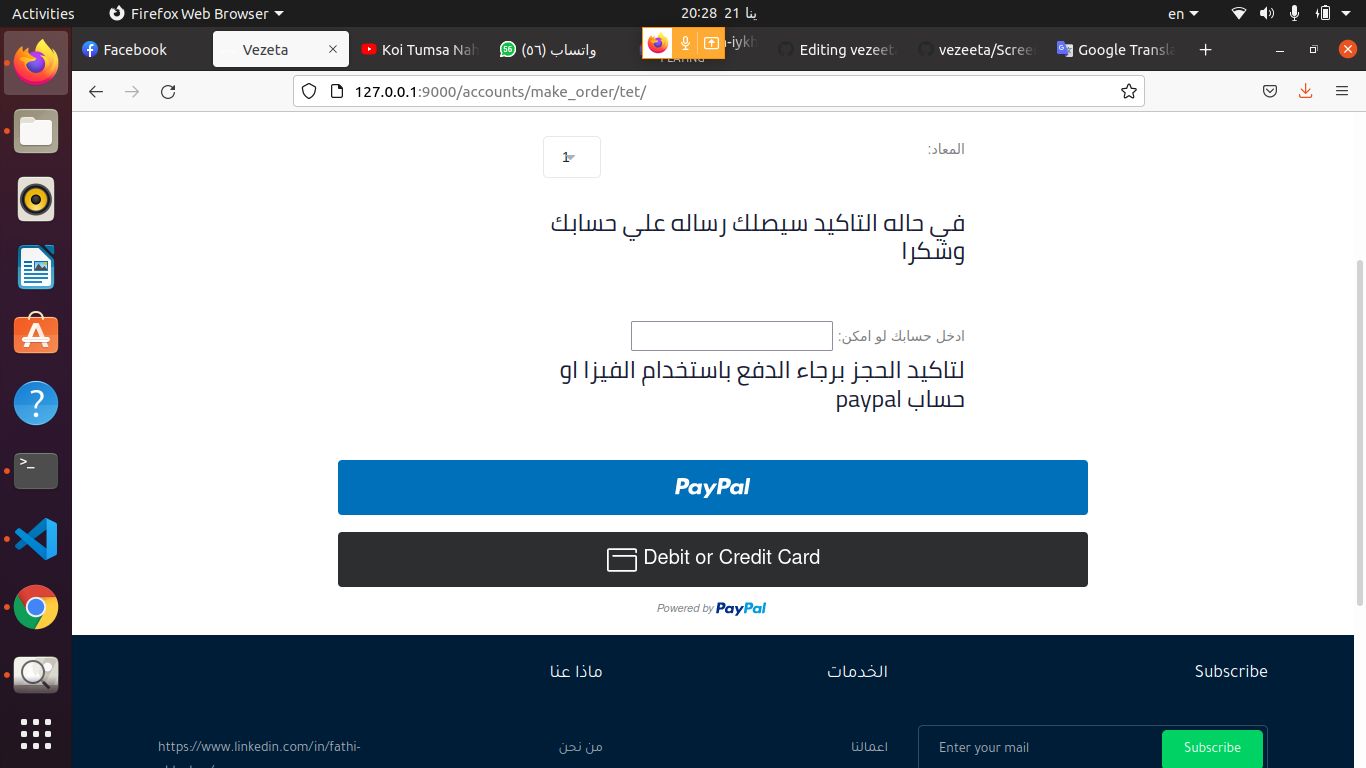 Activities
Firefox Web Browser
20:28 21 ينا
en
Facebook
Vezeta
Koi Tumsa Nah
واتساب (٥٦)
Editing vezeet
vezeeta/Scree
Google Transla
127.0.0.1:9000/accounts/make_order/tet/
المعاد:
1
في حاله التاكيد سيصلك رساله علي حسابك
وشكرا
ادخل حسابك لو امكن:
لتاكيد الحجز برجاء الدفع باستخدام الفيزا او
حساب paypal
PayPal
Debit or Credit Card
Powered by PayPal
Subscribe
الخدمات
ماذا عنا
Enter your mail
Subscribe
اعمالنا
من نحن
https://www.linkedin.com/in/fathi-